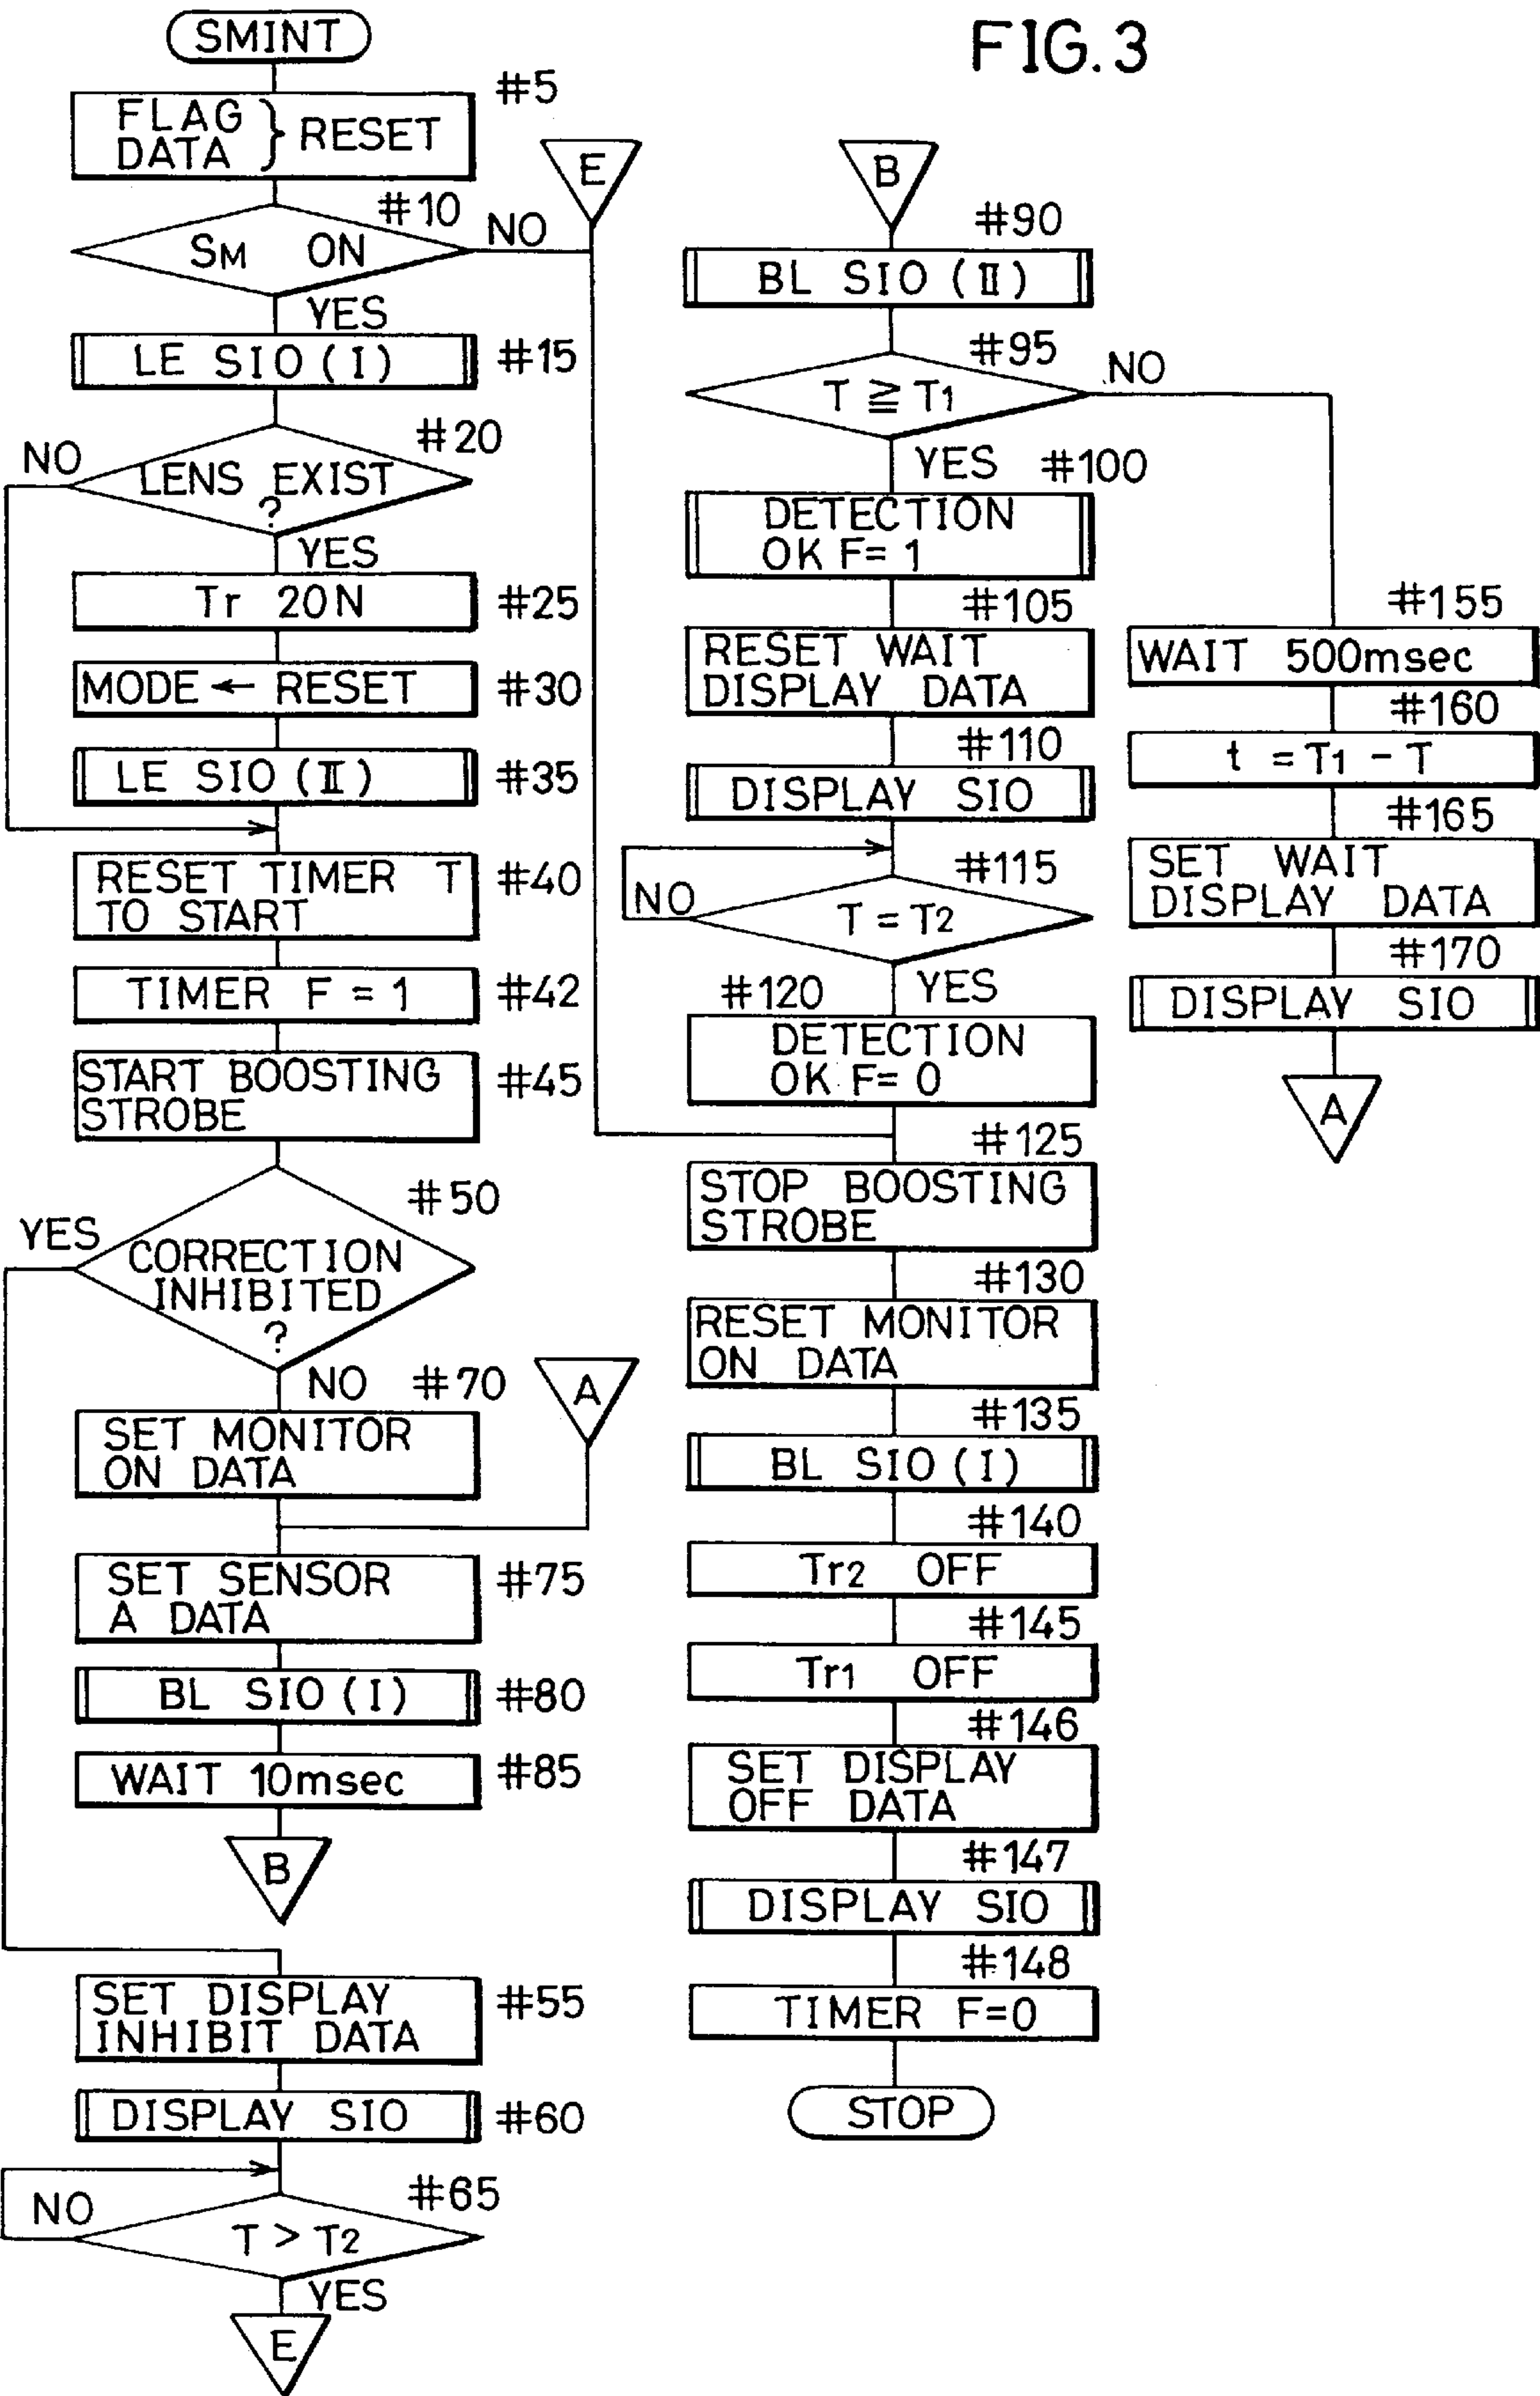 FIG. 3
SMINT
#5
FLAG
DATA } RESET
#10
SM ON
NO
YES
LE SIO (I)
#15
#20
NO
LENS EXIST
?
YES
Tr 20N
#25
MODE ← RESET
#30
LE SIO (II)
#35
RESET TIMER T
TO START
#40
TIMER F = 1
#42
START BOOSTING
STROBE
#45
#50
YES
CORRECTION
INHIBITED
?
NO
#70
SET MONITOR
ON DATA
A
SET SENSOR
A DATA
#75
BL SIO (I)
#80
WAIT 10msec
#85
B
SET DISPLAY
INHIBIT DATA
#55
DISPLAY SIO
#60
#65
NO
T > T2
YES
E
E
B
#90
BL SIO (II)
#95
T ≧ T1
NO
YES
#100
DETECTION
OK F= 1
#105
RESET WAIT
DISPLAY DATA
#110
DISPLAY SIO
#115
NO
T = T2
YES
#120
DETECTION
OK F= 0
#125
STOP BOOSTING
STROBE
#130
RESET MONITOR
ON DATA
#135
BL SIO (I)
#140
Tr2 OFF
#145
Tr1 OFF
#146
SET DISPLAY
OFF DATA
#147
DISPLAY SIO
#148
TIMER F=0
STOP
#155
WAIT 500msec
#160
t = T1 - T
#165
SET WAIT
DISPLAY DATA
#170
DISPLAY SIO
A